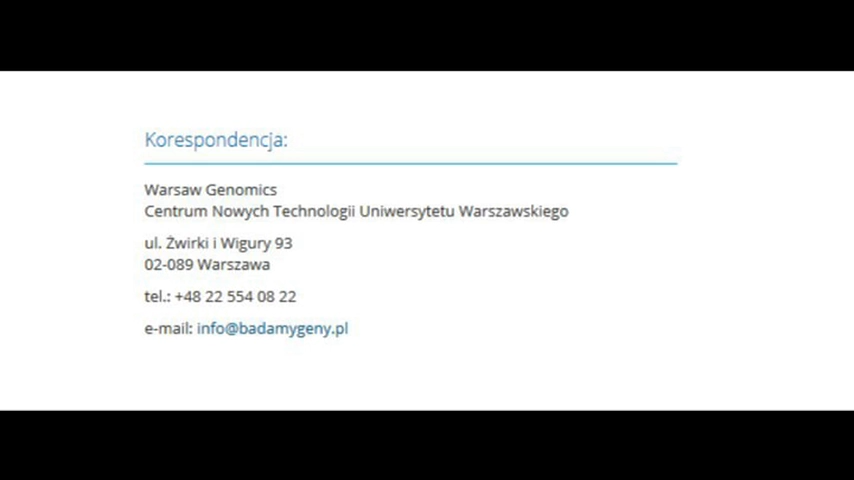 Korespondencja:
Warsaw Genomics
Centrum Nowych Technologii Uniwersytetu Warszawskiego
ul. Żwirki i Wigury 93
02-089 Warszawa
tel.: +48 22 554 08 22
e-mail: info@badamygeny.pl